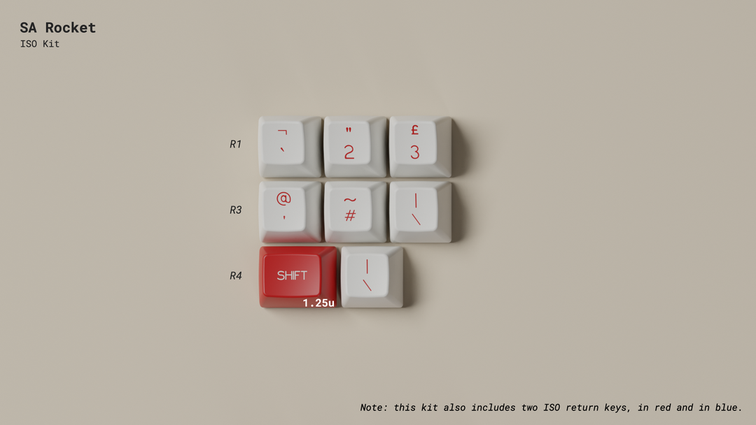 SA Rocket
ISO Kit
R1
¬
`
"
2
£
3
R3
@
'
~
#
|
\
R4
SHIFT
1.25u
|
\
Note: this kit also includes two ISO return keys, in red and in blue.